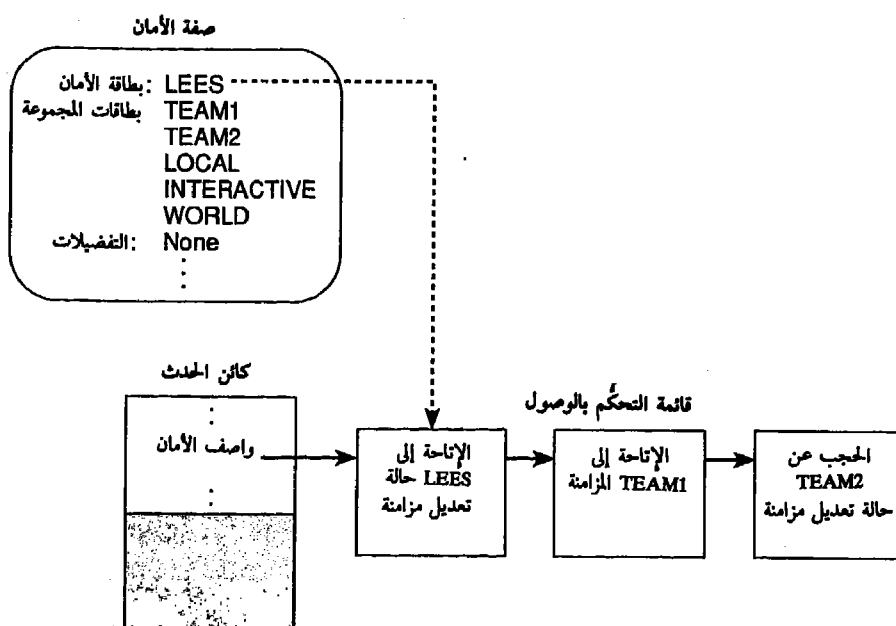 صفة الأمان
بطاقة الأمان: LEES
بطاقات المجموعة TEAM1
TEAM2
LOCAL
INTERACTIVE
WORLD
التفضيلات: None
كائن الحدث
واصف الأمان
قائمة التحكّم بالوصول
الإتاحة إلى
LEES حالة
تعديل مزامنة
الإتاحة إلى
TEAM1 المزامنة
الحجب عن
TEAM2
حالة تعديل مزامنة